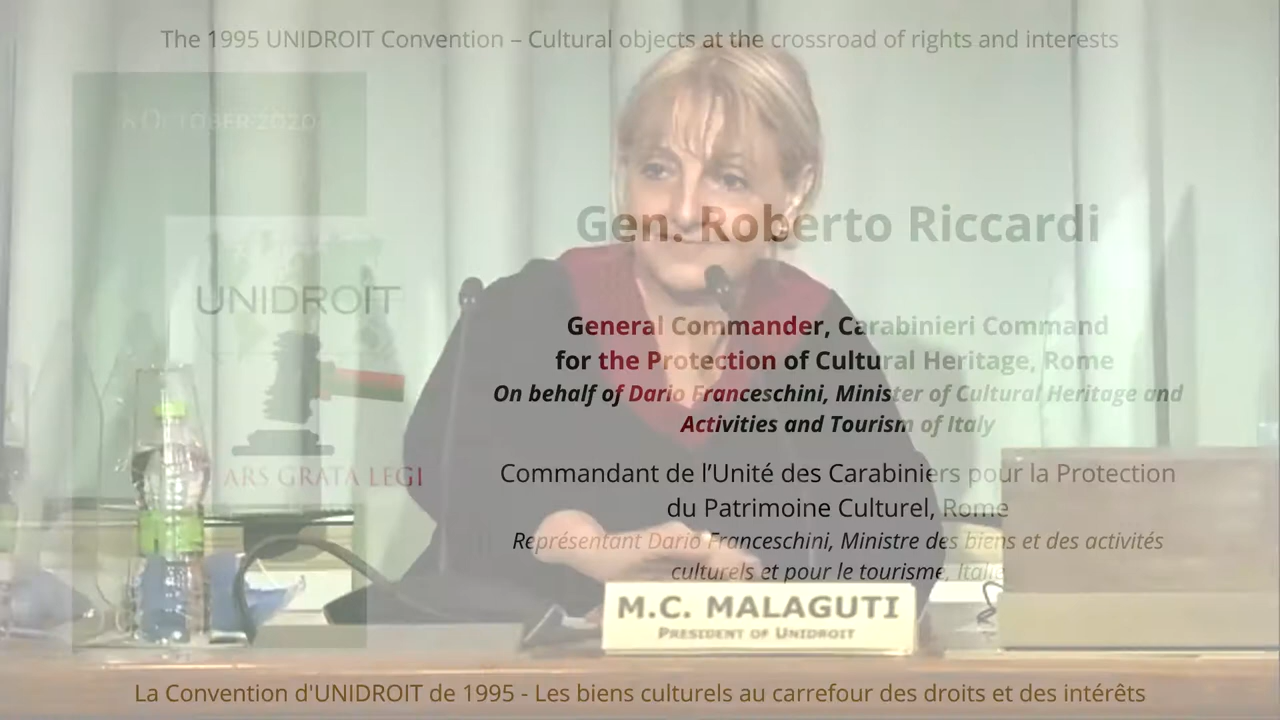 The 1995 UNIDROIT Convention – Cultural objects at the crossroad of rights and interests
8 OCTOBER 2020
UNIDROIT
ARS GRATA LEGI
Gen. Roberto Riccardi
General Commander, Carabinieri Command
for the Protection of Cultural Heritage, Rome
On behalf of Dario Franceschini, Minister of Cultural Heritage and
Activities and Tourism of Italy
Commandant de l’Unité des Carabiniers pour la Protection
du Patrimoine Culturel, Rome
Représentant Dario Franceschini, Ministre des biens et des activités
culturels et pour le tourisme, Italie
M.C. MALAGUTI
PRESIDENT OF UNIDROIT
La Convention d'UNIDROIT de 1995 - Les biens culturels au carrefour des droits et des intérêts